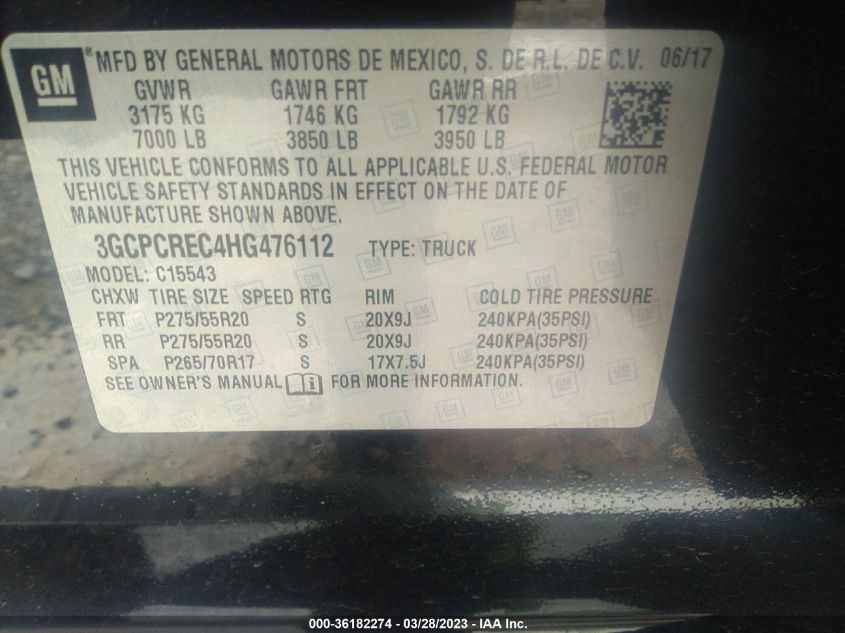 GM ® MFD BY GENERAL MOTORS DE MEXICO, S. DE R.L. DE C.V. 06/17
GVWR GAWR FRT GAWR RR
3175 KG 1746 KG 1792 KG
7000 LB 3850 LB 3950 LB E
THIS VEHICLE CONFORMS TO ALL APPLICABLE U.S. FEDERAL MOTOR
VEHICLE SAFETY STANDARDS IN EFFECT ON THE DATE OF
MANUFACTURE SHOWN ABOVE.
3GCPCREC4HG476112 TYPE: TRUCK
MODEL: C15543
CHXW TIRE SIZE SPEED RTG RIM COLD TIRE PRESSURE
FRT P275/55R20 S 20X9J 240KPA(35PSI)
RR P275/55R20 S 20X9J 240KPA(35PSI)
SPA P265/70R17 S 17X7.5J 240KPA(35PSI)
SEE OWNER'S MANUAL FOR MORE INFORMATION.
000-36182274 - 03/28/2023 - IAA Inc.